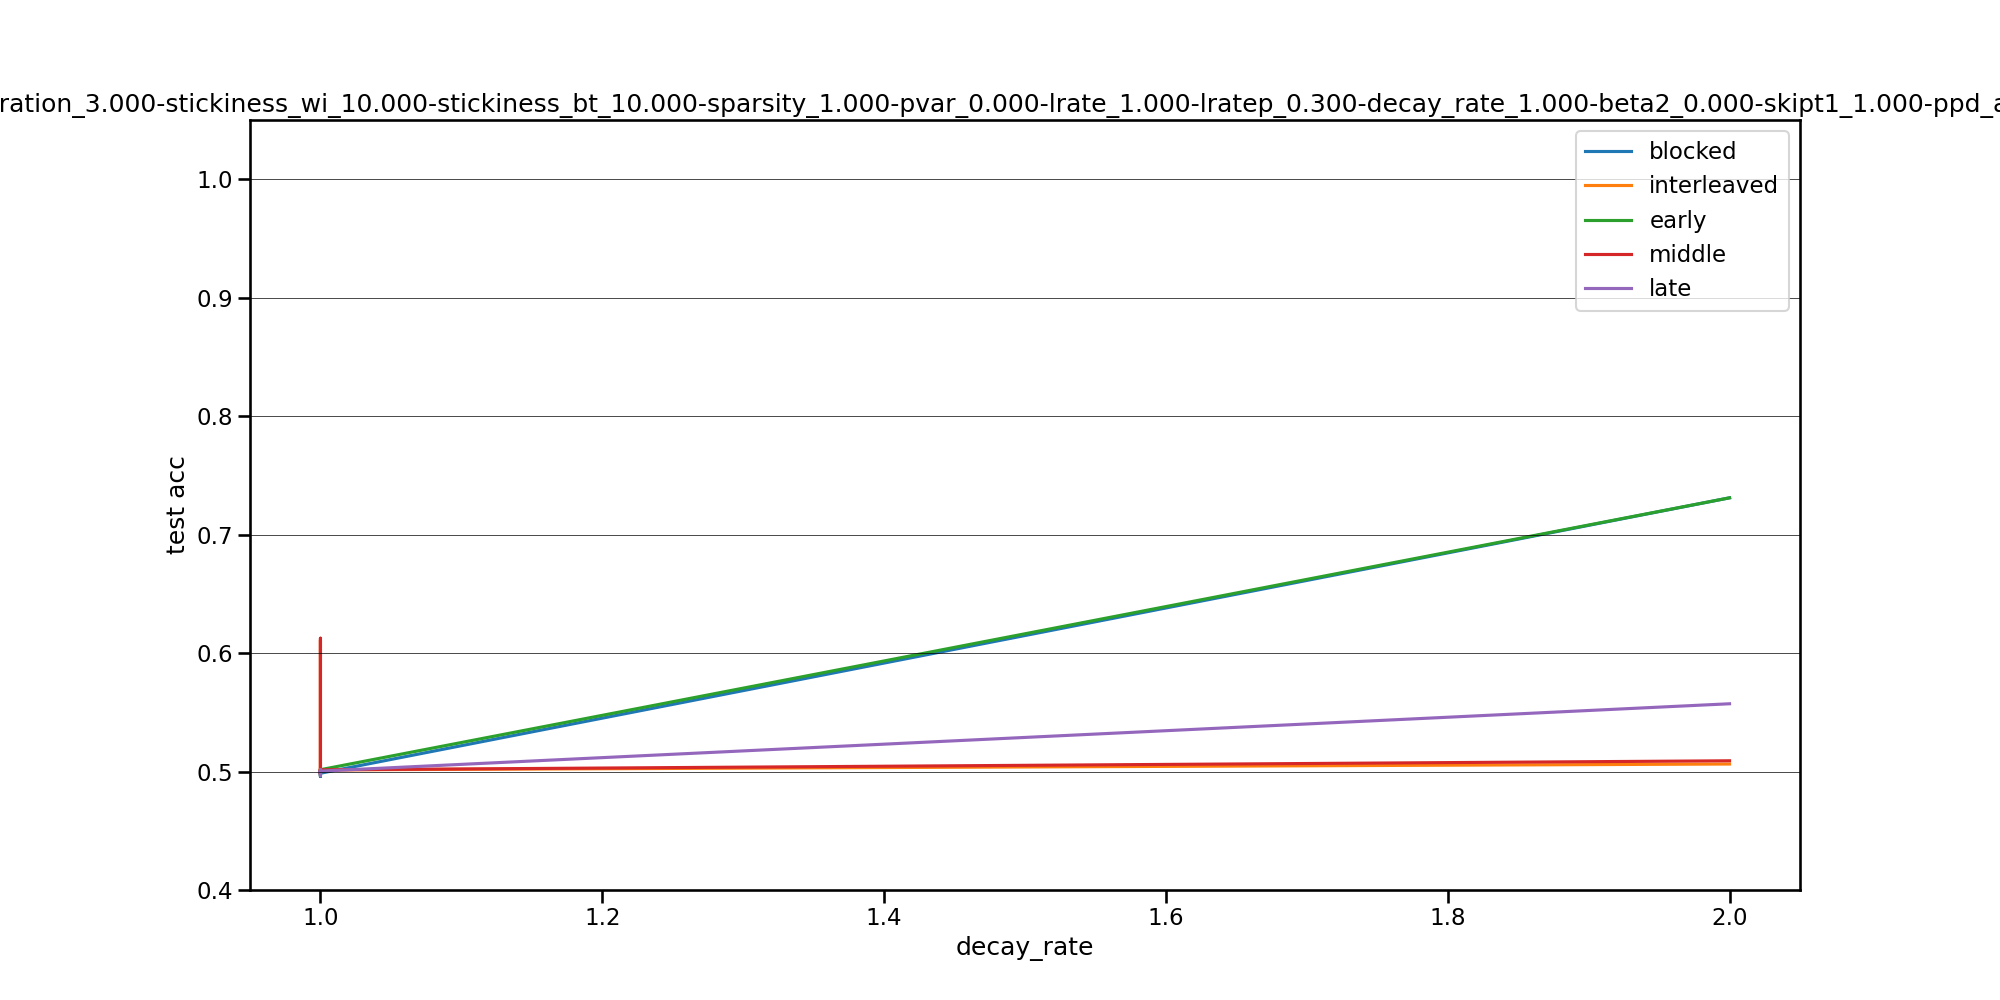 ration_3.000-stickiness_wi_10.000-stickiness_bt_10.000-sparsity_1.000-pvar_0.000-lrate_1.000-lratep_0.300-decay_rate_1.000-beta2_0.000-skipt1_1.000-ppd_a
blocked
interleaved
early
middle
late
1.0
0.9
0.8
0.7
0.6
0.5
0.4
test acc
1.0 1.2 1.4 1.6 1.8 2.0
decay_rate